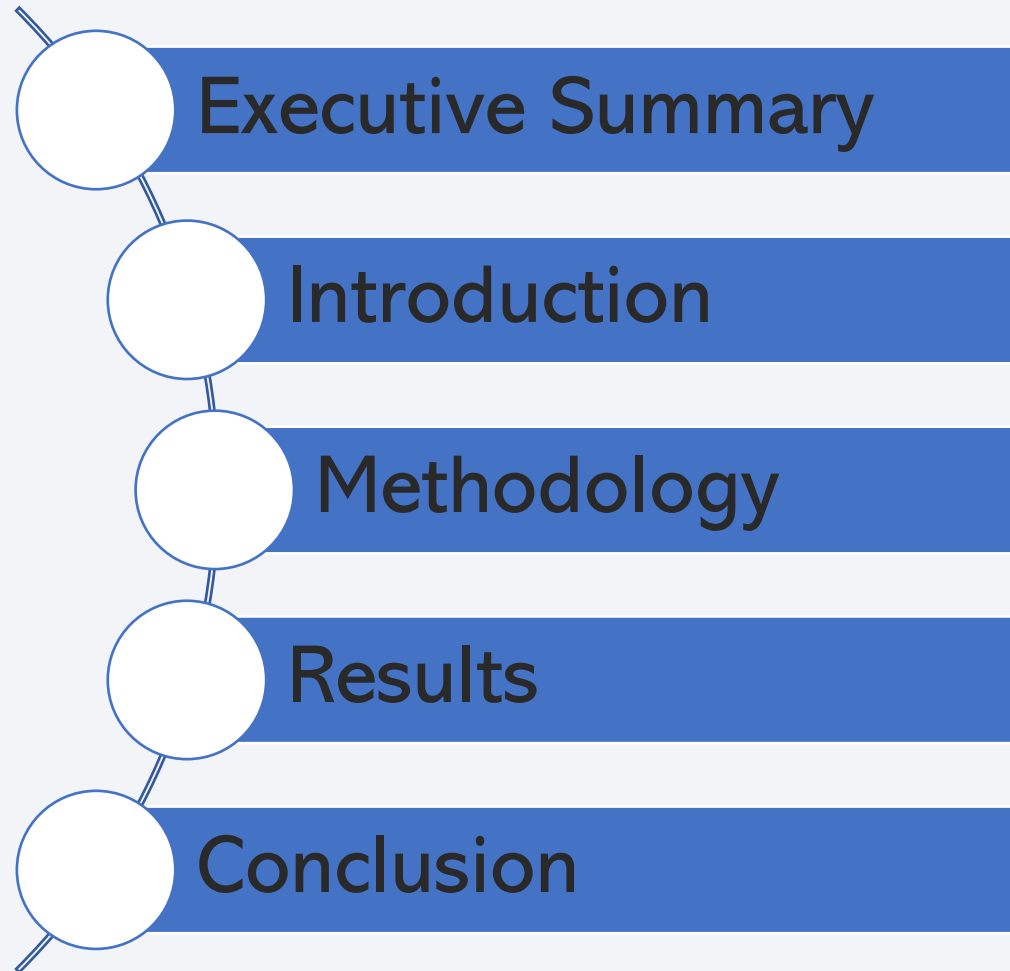 Executive Summary
Introduction
Methodology
Results
Conclusion